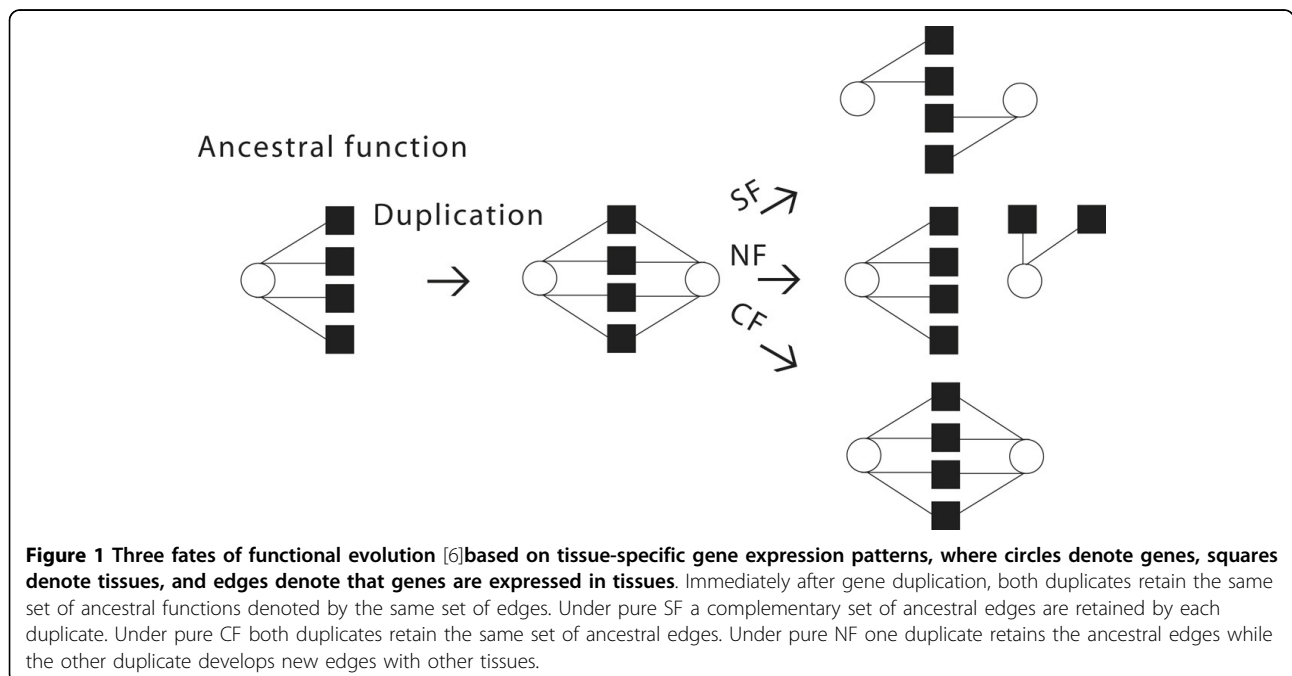 Ancestral function
Duplication
SF
NF
CF
Figure 1 Three fates of functional evolution [6]based on tissue-specific gene expression patterns, where circles denote genes, squares
denote tissues, and edges denote that genes are expressed in tissues. Immediately after gene duplication, both duplicates retain the same
set of ancestral functions denoted by the same set of edges. Under pure SF a complementary set of ancestral edges are retained by each
duplicate. Under pure CF both duplicates retain the same set of ancestral edges. Under pure NF one duplicate retains the ancestral edges while
the other duplicate develops new edges with other tissues.